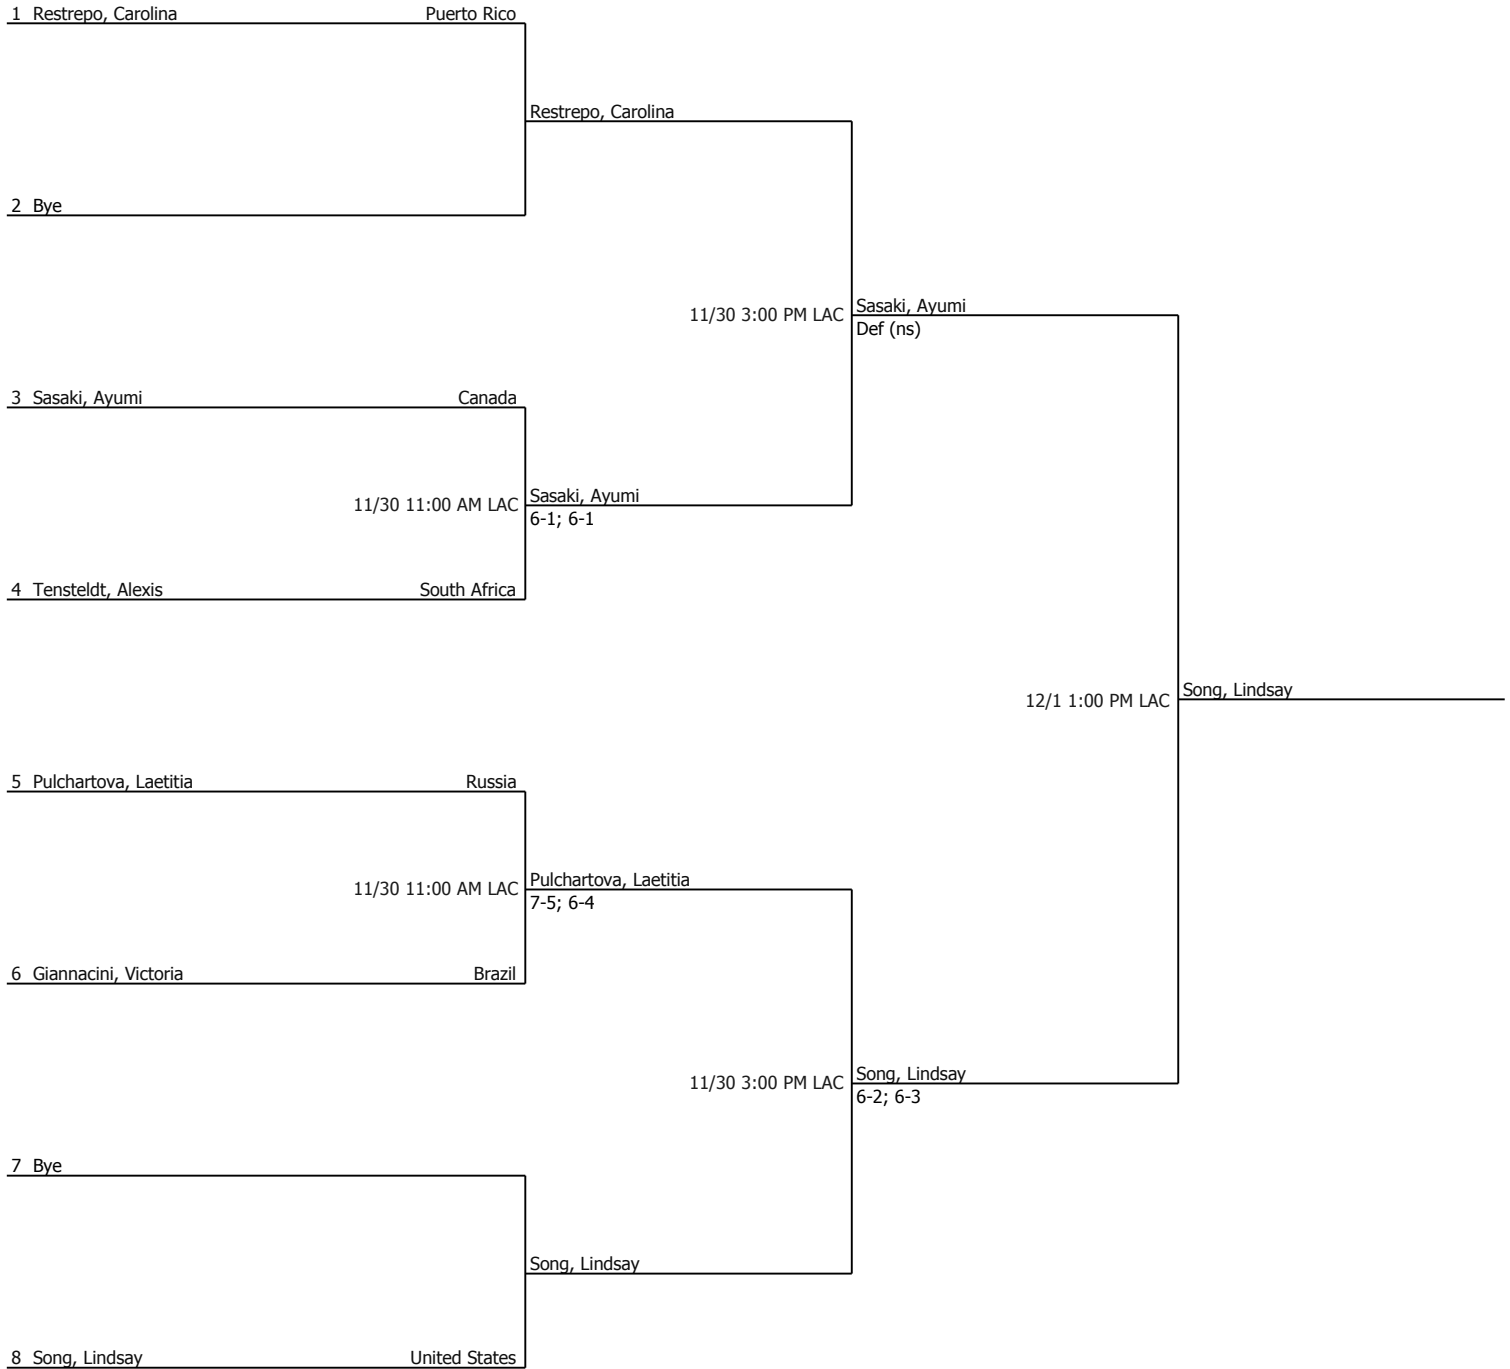 1 Restrepo, Carolina Puerto Rico
Restrepo, Carolina
2 Bye
11/30 3:00 PM LAC Sasaki, Ayumi
Def (ns)
3 Sasaki, Ayumi Canada
11/30 11:00 AM LAC Sasaki, Ayumi
6-1; 6-1
4 Tensteldt, Alexis South Africa
12/1 1:00 PM LAC Song, Lindsay
5 Pulchartova, Laetitia Russia
11/30 11:00 AM LAC Pulchartova, Laetitia
7-5; 6-4
6 Giannacini, Victoria Brazil
11/30 3:00 PM LAC Song, Lindsay
6-2; 6-3
7 Bye
Song, Lindsay
8 Song, Lindsay United States